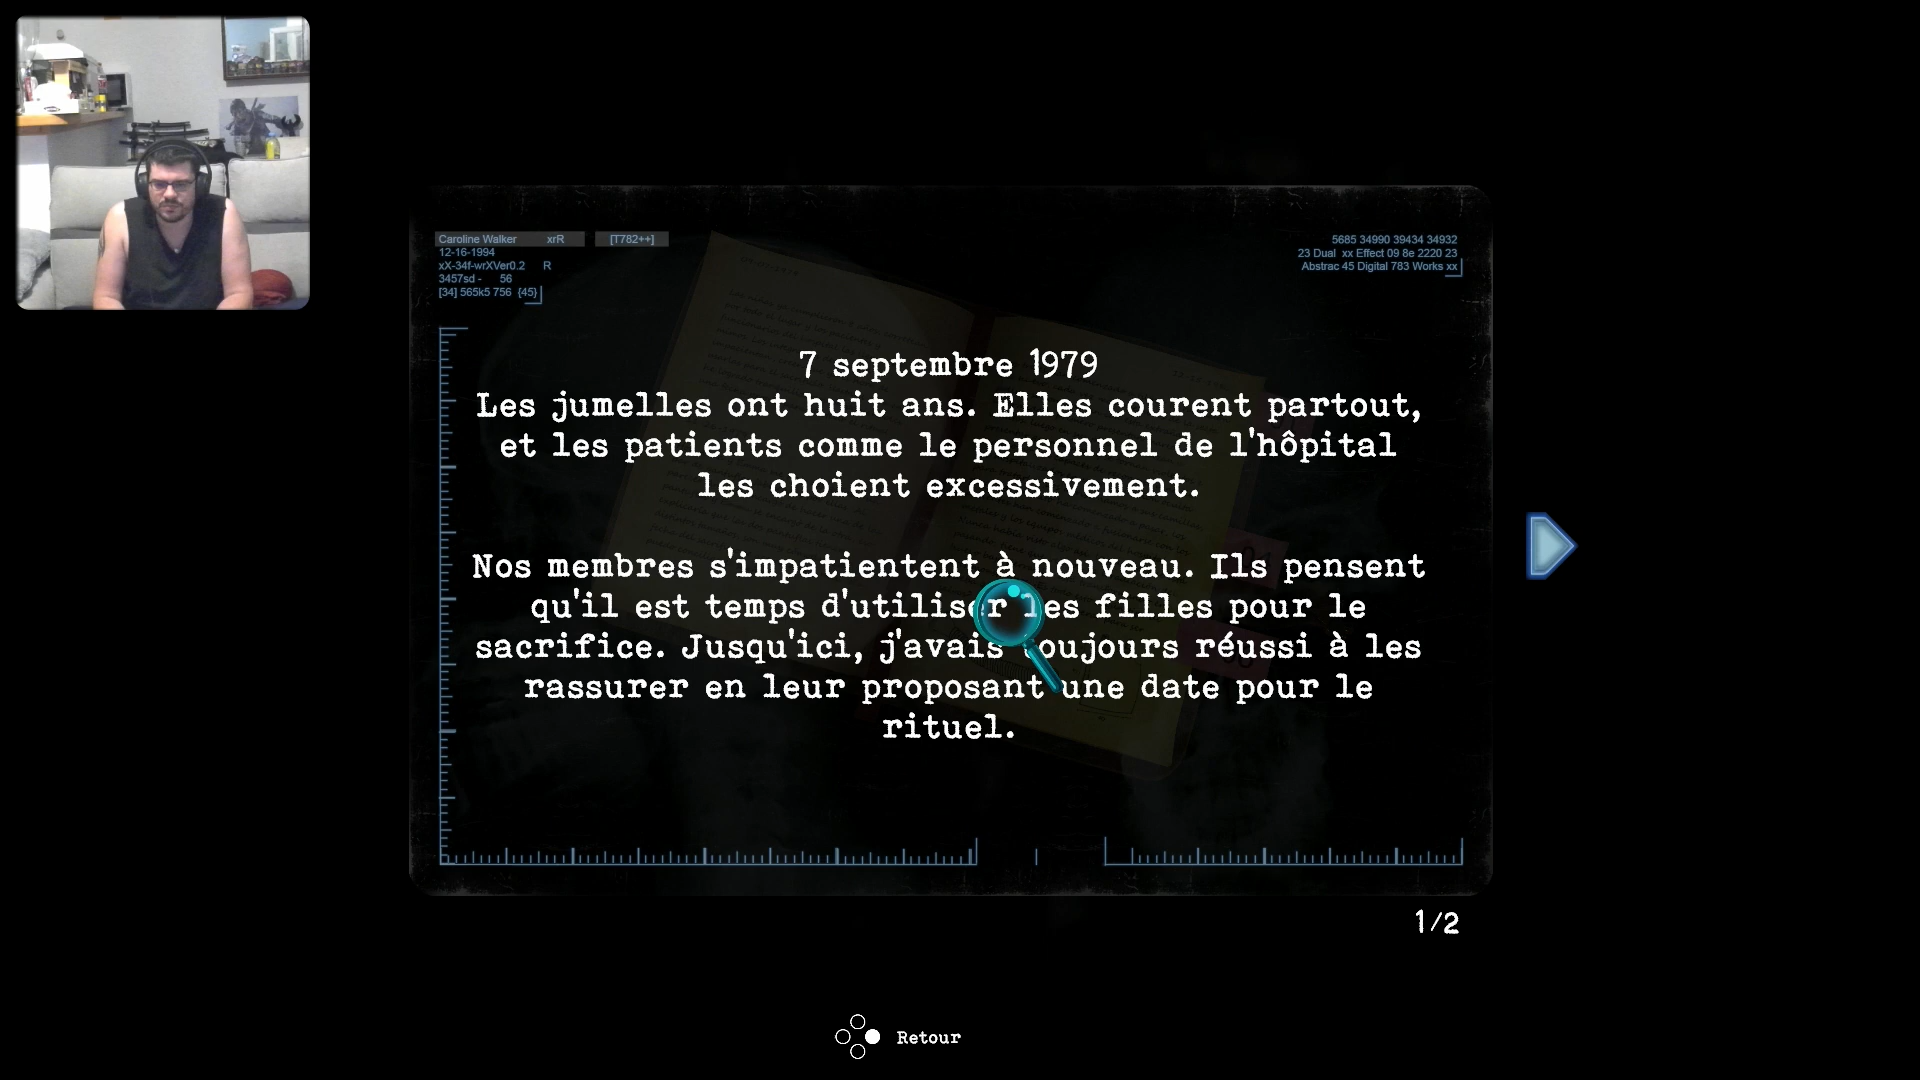 Caroline Walker xrR [T782++]
12-16-1994
xX-34f-wrXVer0.2 R
3457sd - 56
[34] 565k5 756 {45}
5685 34990 39434 34932
23 Dual xx Effect 09 8e 2220 23
Abstrac 45 Digital 783 Works xx
7 septembre 1979
Les jumelles ont huit ans. Elles courent partout,
et les patients comme le personnel de l'hôpital
les choient excessivement.
Nos membres s'impatientent à nouveau. Ils pensent
qu'il est temps d'utiliser les filles pour le
sacrifice. Jusqu'ici, j'avais toujours réussi à les
rassurer en leur proposant une date pour le
rituel.
1/2
Retour